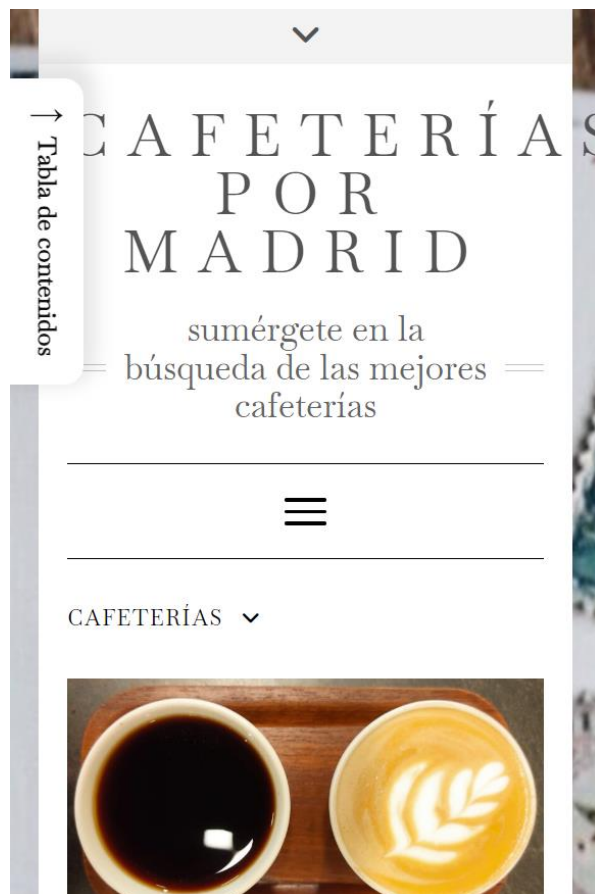 ↑ Tabla de contenidos
CAFETERÍAS
POR
MADRID
sumérgete en la
búsqueda de las mejores
cafeterías
CAFETERÍAS